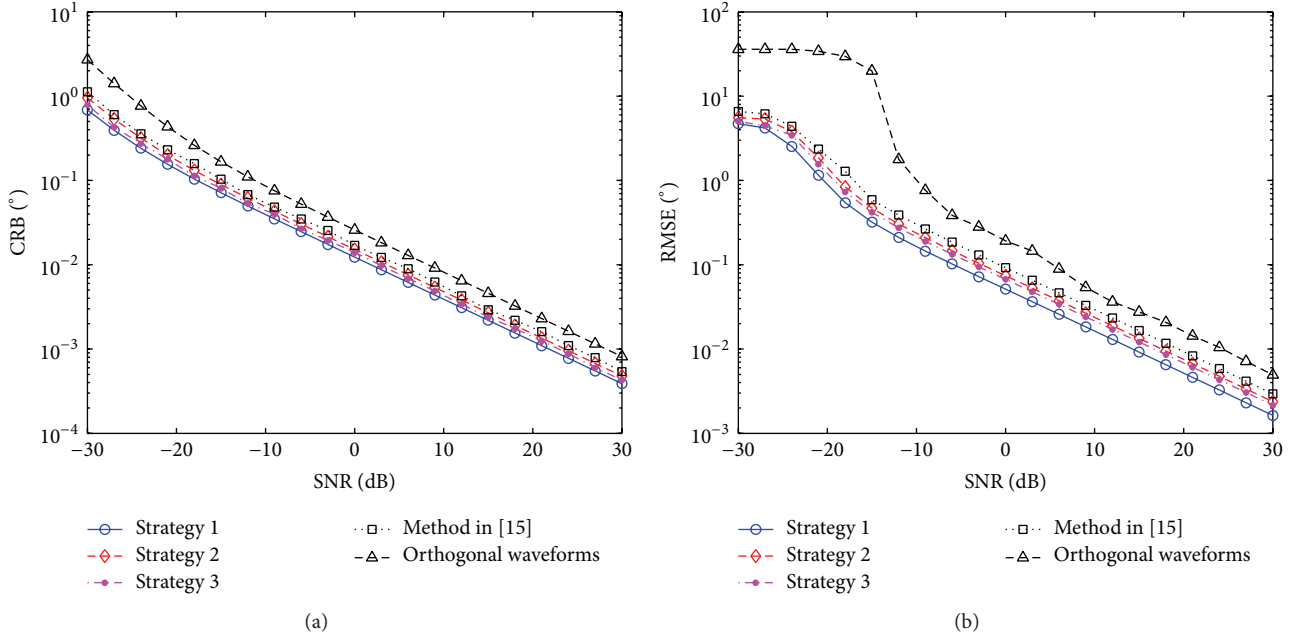 10^1
10^0
10^−1
10^−2
10^−3
10^−4
CRB (°)
−30 −20 −10 0 10 20 30
SNR (dB)
Strategy 1
Strategy 2
Strategy 3
Method in [15]
Orthogonal waveforms
(a)
10^2
10^1
10^0
10^−1
10^−2
10^−3
RMSE (°)
−30 −20 −10 0 10 20 30
SNR (dB)
Strategy 1
Strategy 2
Strategy 3
Method in [15]
Orthogonal waveforms
(b)